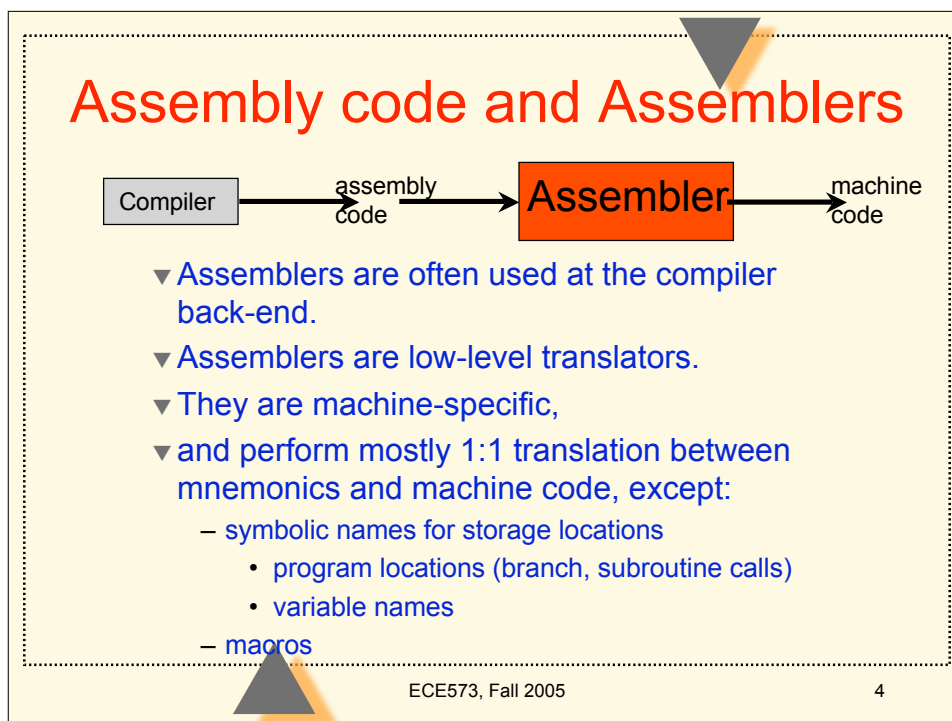 Assembly code and Assemblers
Compiler
assembly
code
Assembler
machine
code
Assemblers are often used at the compiler
back-end.
Assemblers are low-level translators.
They are machine-specific,
and perform mostly 1:1 translation between
mnemonics and machine code, except:
– symbolic names for storage locations
• program locations (branch, subroutine calls)
• variable names
– macros
ECE573, Fall 2005
4